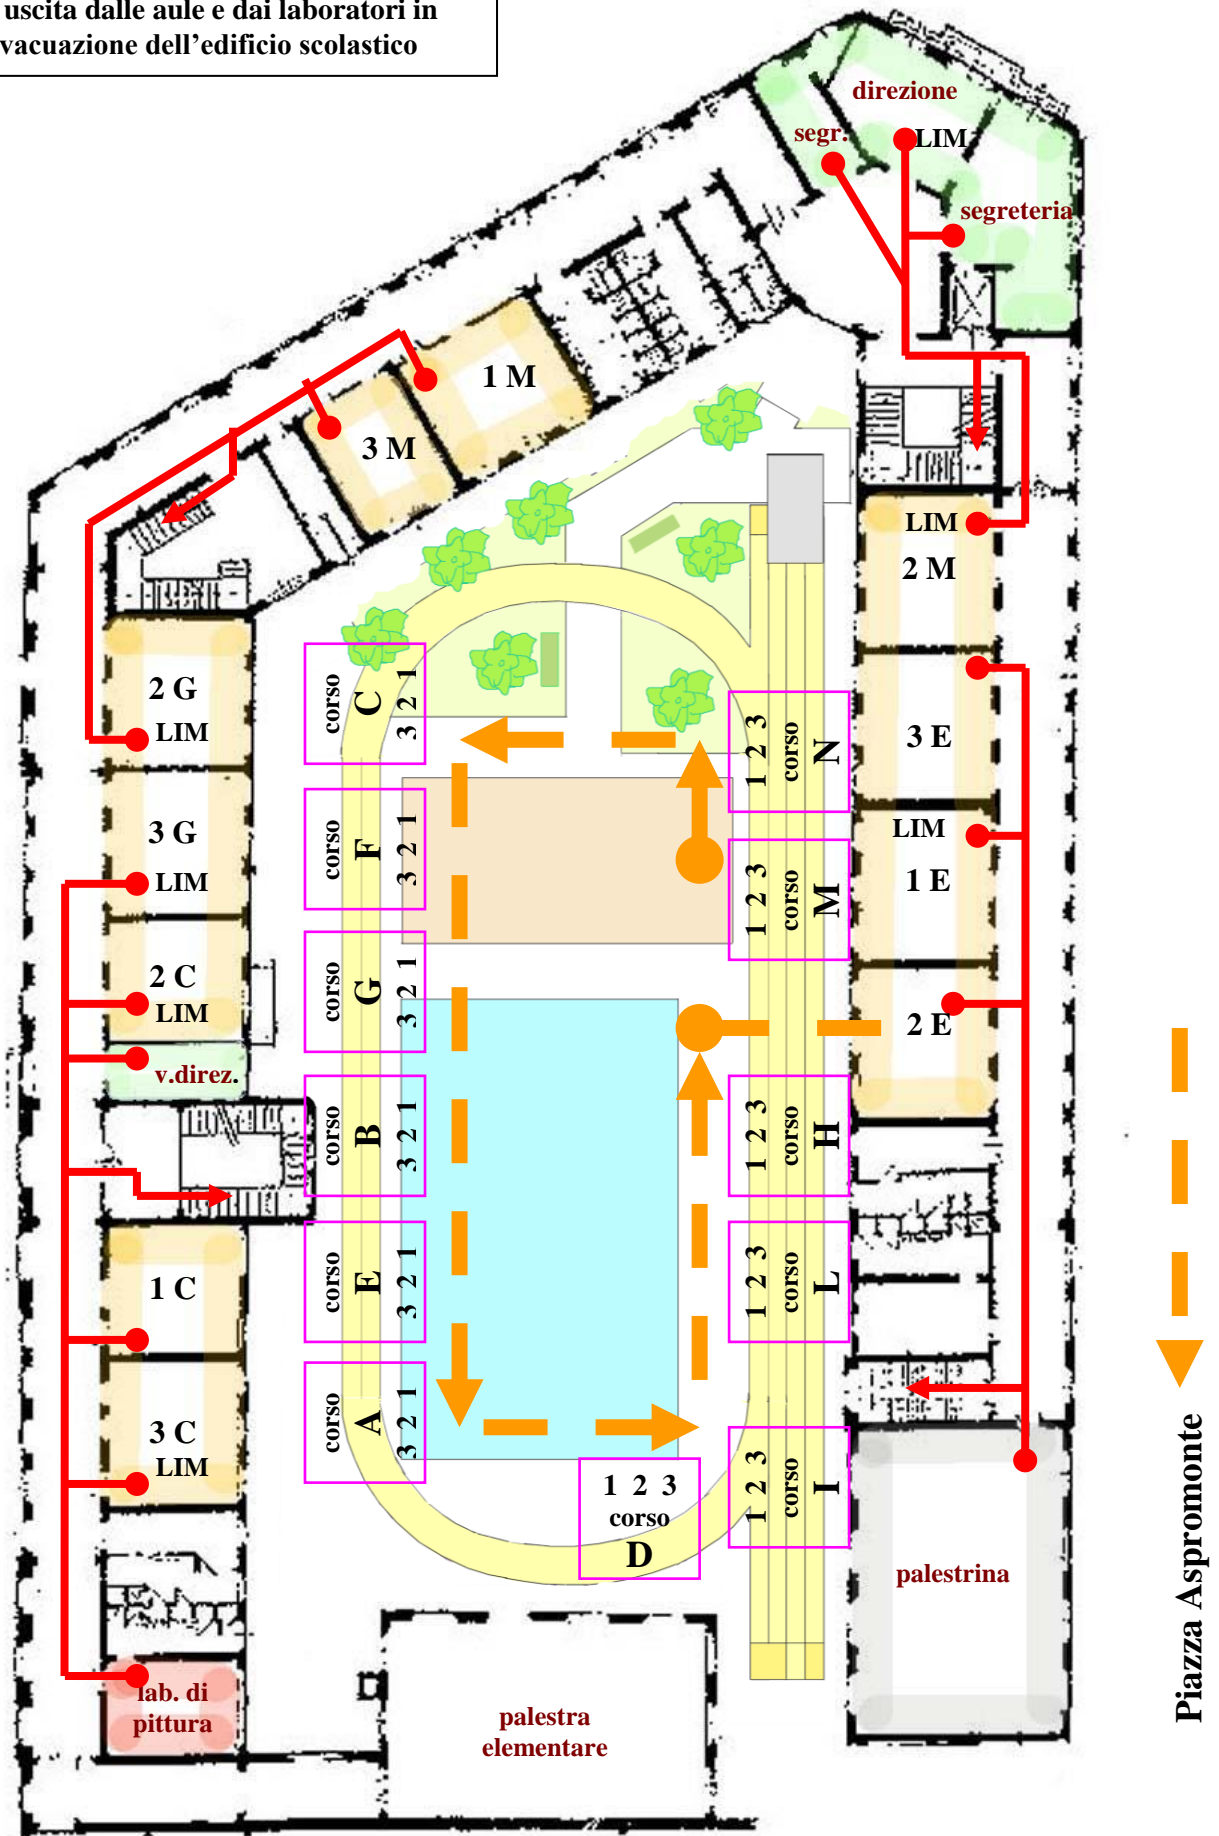 uscita dalle aule e dai laboratori in
vacuazione dell'edificio scolastico
direzione
segr.
LIM
segreteria
1 M
3 M
LIM
2 M
2 G
LIM
3 E
3 G
LIM
LIM
1 E
2 C
LIM
2 E
v.direz.
1 C
3 C
LIM
lab. di
pittura
corso
C
3 2 1
corso
F
3 2 1
corso
G
3 2 1
corso
B
3 2 1
corso
E
3 2 1
corso
A
3 2 1
1 2 3
corso
D
1 2 3
corso
N
1 2 3
corso
M
1 2 3
corso
H
1 2 3
corso
L
1 2 3
corso
I
palestrina
palestra
elementare
Piazza Aspromonte